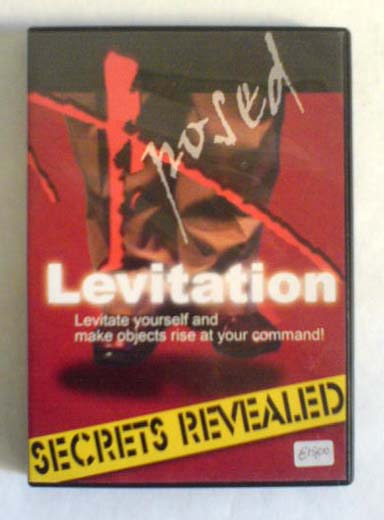 Xposed
Levitation
Levitate yourself and
make objects rise at your command!
SECRETS REVEALED